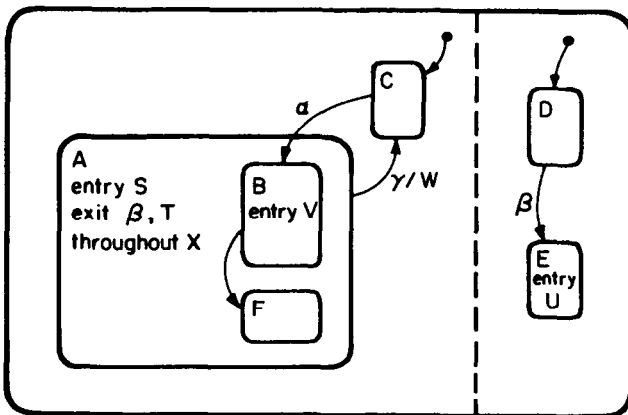 C
D
α
A
entry S
exit β, T
throughout X
B
entry V
γ/W
β
E
entry
U
F